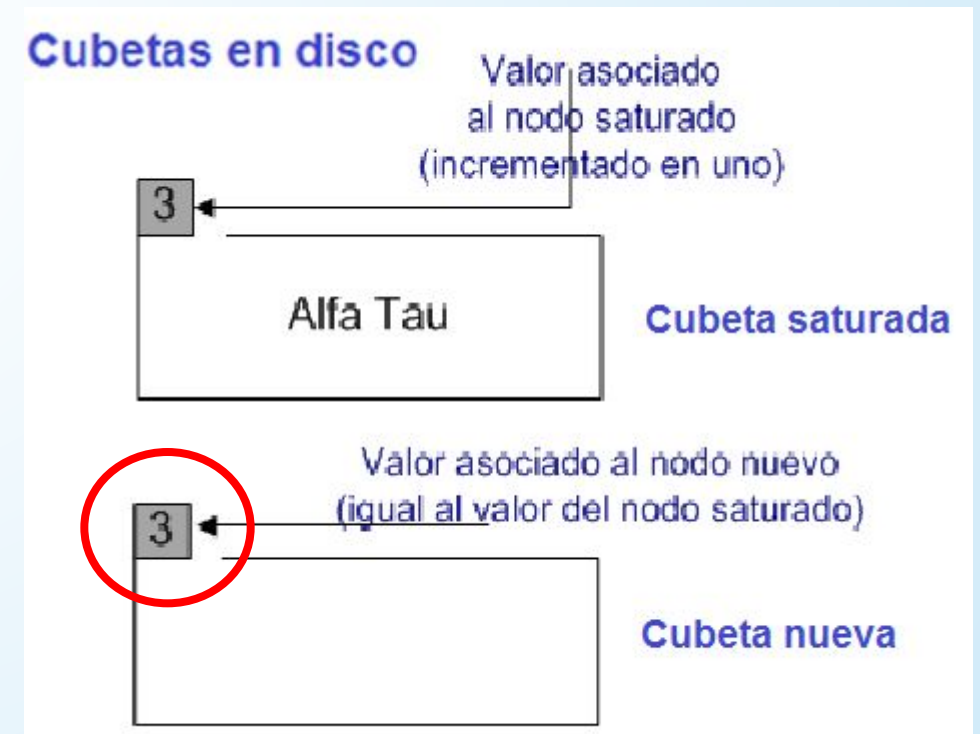 Cubetas en disco
Valor asociado
al nodo saturado
(incrementado en uno)
3
Alfa Tau
Cubeta saturada
Valor asociado al nodo nuevo
(igual al valor del nodo saturado)
3
Cubeta nueva